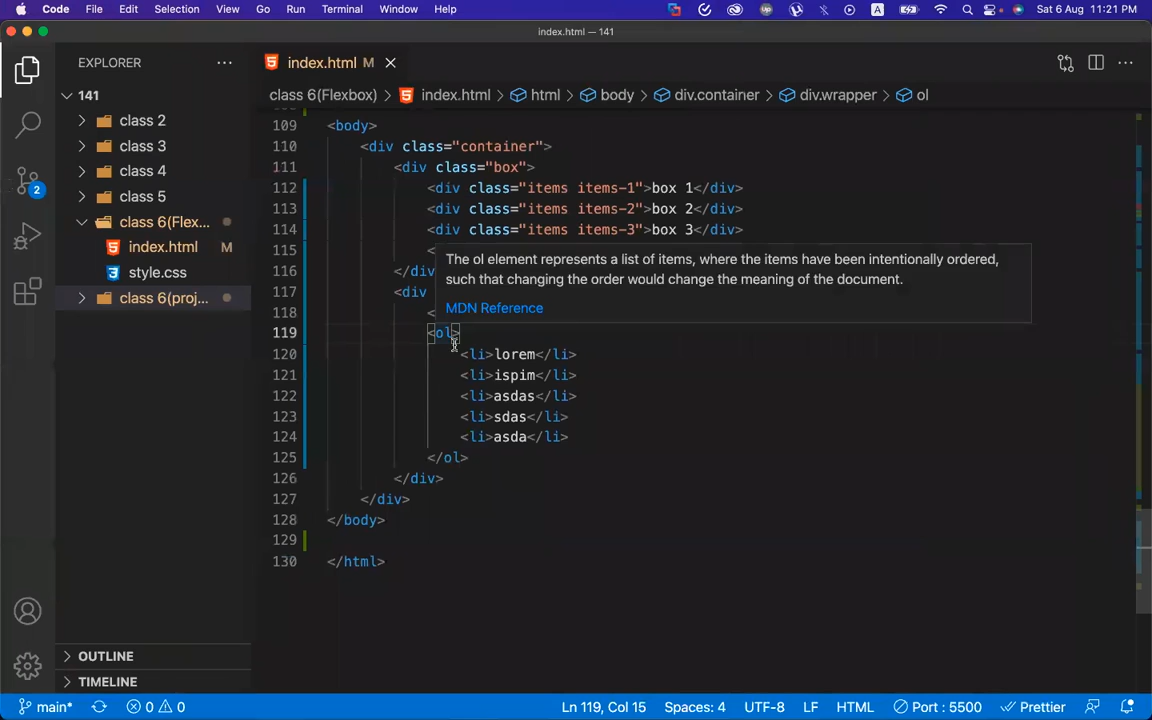 Code File Edit Selection View Go Run Terminal Window Help Up A Sat 6 Aug 11:21 PM
index.html — 141
EXPLORER
index.html M
141
class 2
class 3
class 4
class 5
class 6(Flex...
index.html M
style.css
class 6(proj...
OUTLINE
TIMELINE
2
class 6(Flexbox) > index.html > html > body > div.container > div.wrapper > ol
109 <body>
110 <div class="container">
111 <div class="box">
112 <div class="items items-1">box 1</div>
113 <div class="items items-2">box 2</div>
114 <div class="items items-3">box 3</div>
115 <
116 </div
117 <div
118 <
119 <ol>
120 <li>lorem</li>
121 <li>ispim</li>
122 <li>asdas</li>
123 <li>sdas</li>
124 <li>asda</li>
125 </ol>
126 </div>
127 </div>
128 </body>
129
130 </html>
The ol element represents a list of items, where the items have been intentionally ordered,
such that changing the order would change the meaning of the document.
MDN Reference
main* 0 0 Ln 119, Col 15 Spaces: 4 UTF-8 LF HTML Port : 5500 Prettier